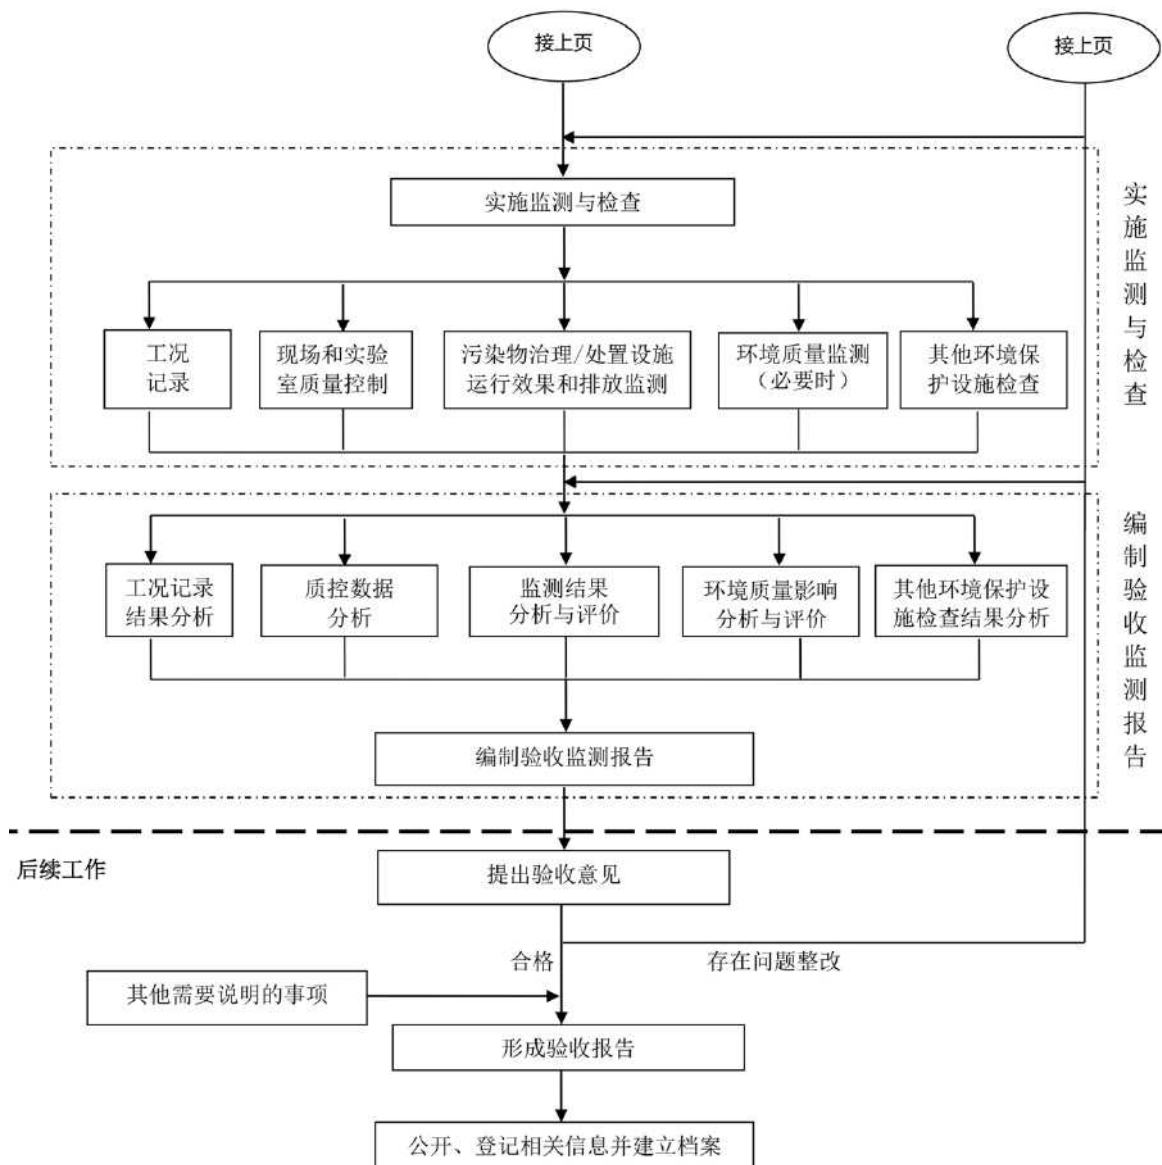 接上页
接上页
实施监测与检查
实施监测与检查
工况
记录
现场和实验
室质量控制
污染物治理/处置设施
运行效果和排放监测
环境质量监测
（必要时）
其他环境保
护设施检查
编制验收监测报告
工况记录
结果分析
质控数据
分析
监测结果
分析与评价
环境质量影响
分析与评价
其他环境保护设
施检查结果分析
编制验收监测报告
后续工作
提出验收意见
合格
存在问题整改
其他需要说明的事项
形成验收报告
公开、登记相关信息并建立档案